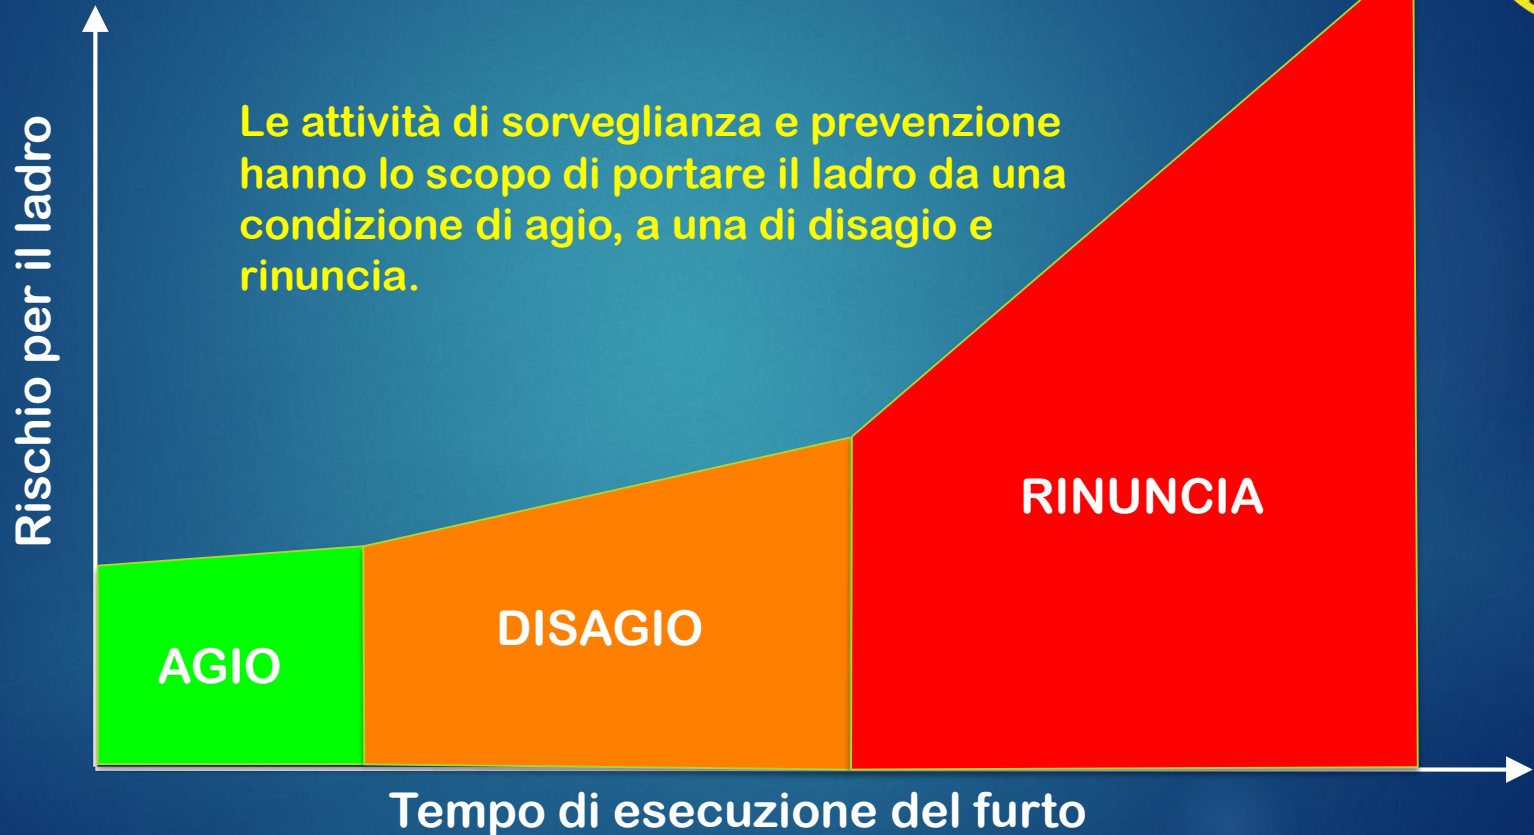 Rischio per il ladro
Le attività di sorveglianza e prevenzione
hanno lo scopo di portare il ladro da una
condizione di agio, a una di disagio e
rinuncia.
AGIO
DISAGIO
RINUNCIA
Tempo di esecuzione del furto